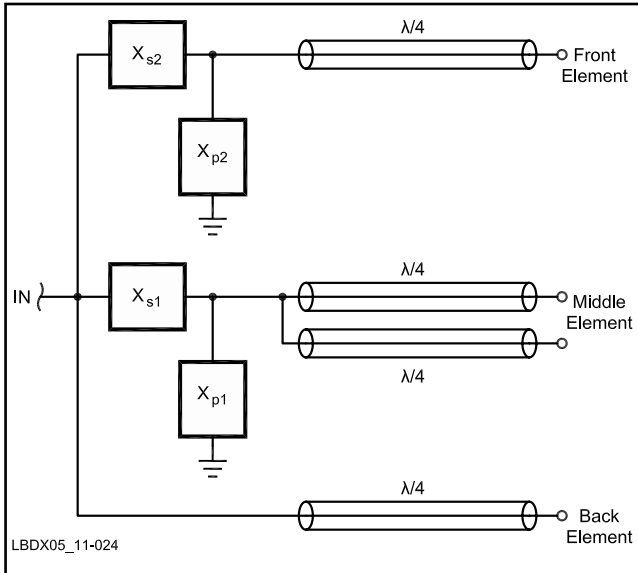 λ/4
Xs2
Front
Element
Xp2
λ/4
IN
Xs1
Middle
Element
λ/4
Xp1
λ/4
Back
Element
LBDX05_11-024